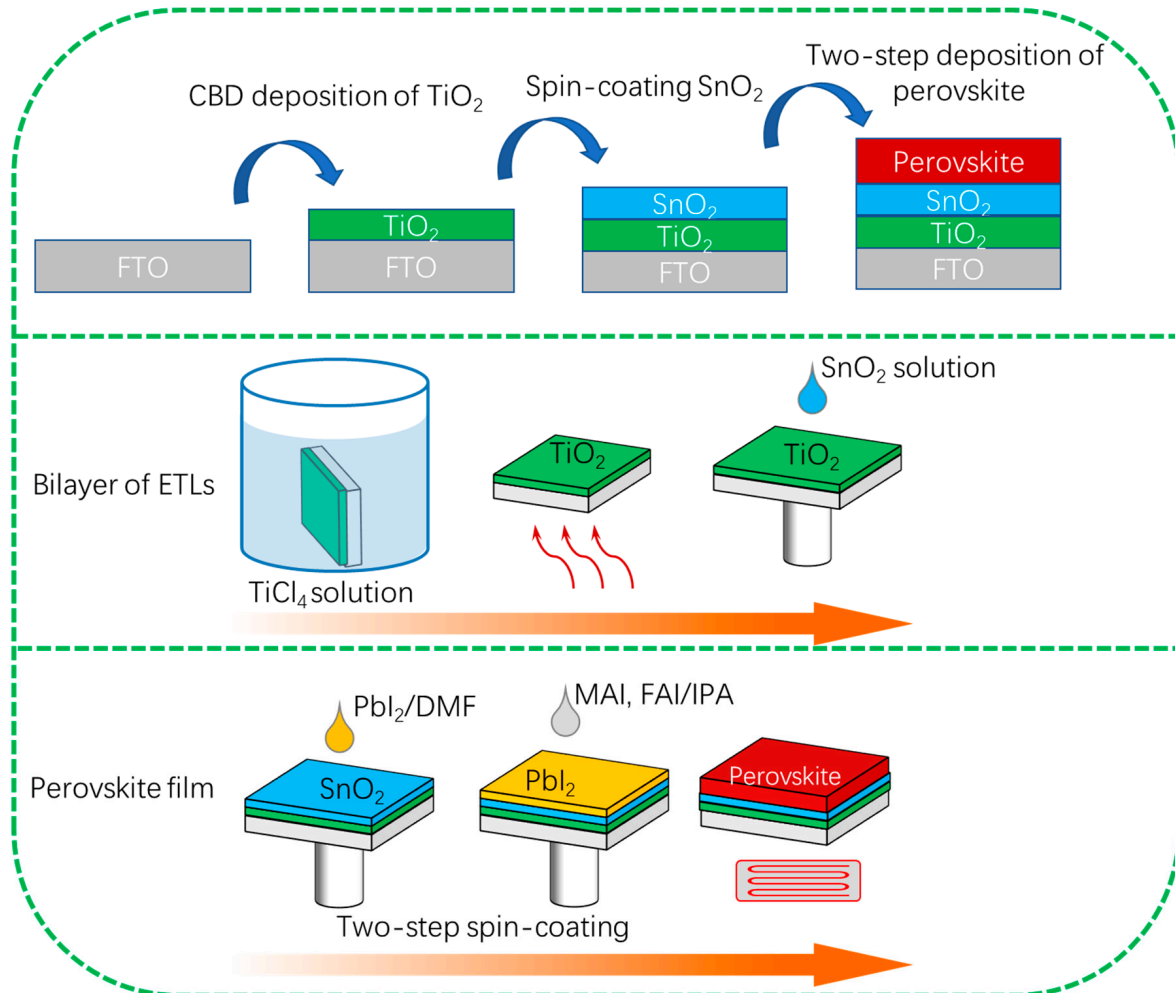 CBD deposition of TiO₂
Spin-coating SnO₂
Two-step deposition of
perovskite
FTO
TiO₂
FTO
SnO₂
TiO₂
FTO
Perovskite
SnO₂
TiO₂
FTO
Bilayer of ETLs
TiCl₄ solution
TiO₂
SnO₂ solution
TiO₂
Perovskite film
PbI₂/DMF
SnO₂
MAI, FAI/IPA
PbI₂
Perovskite
Two-step spin-coating